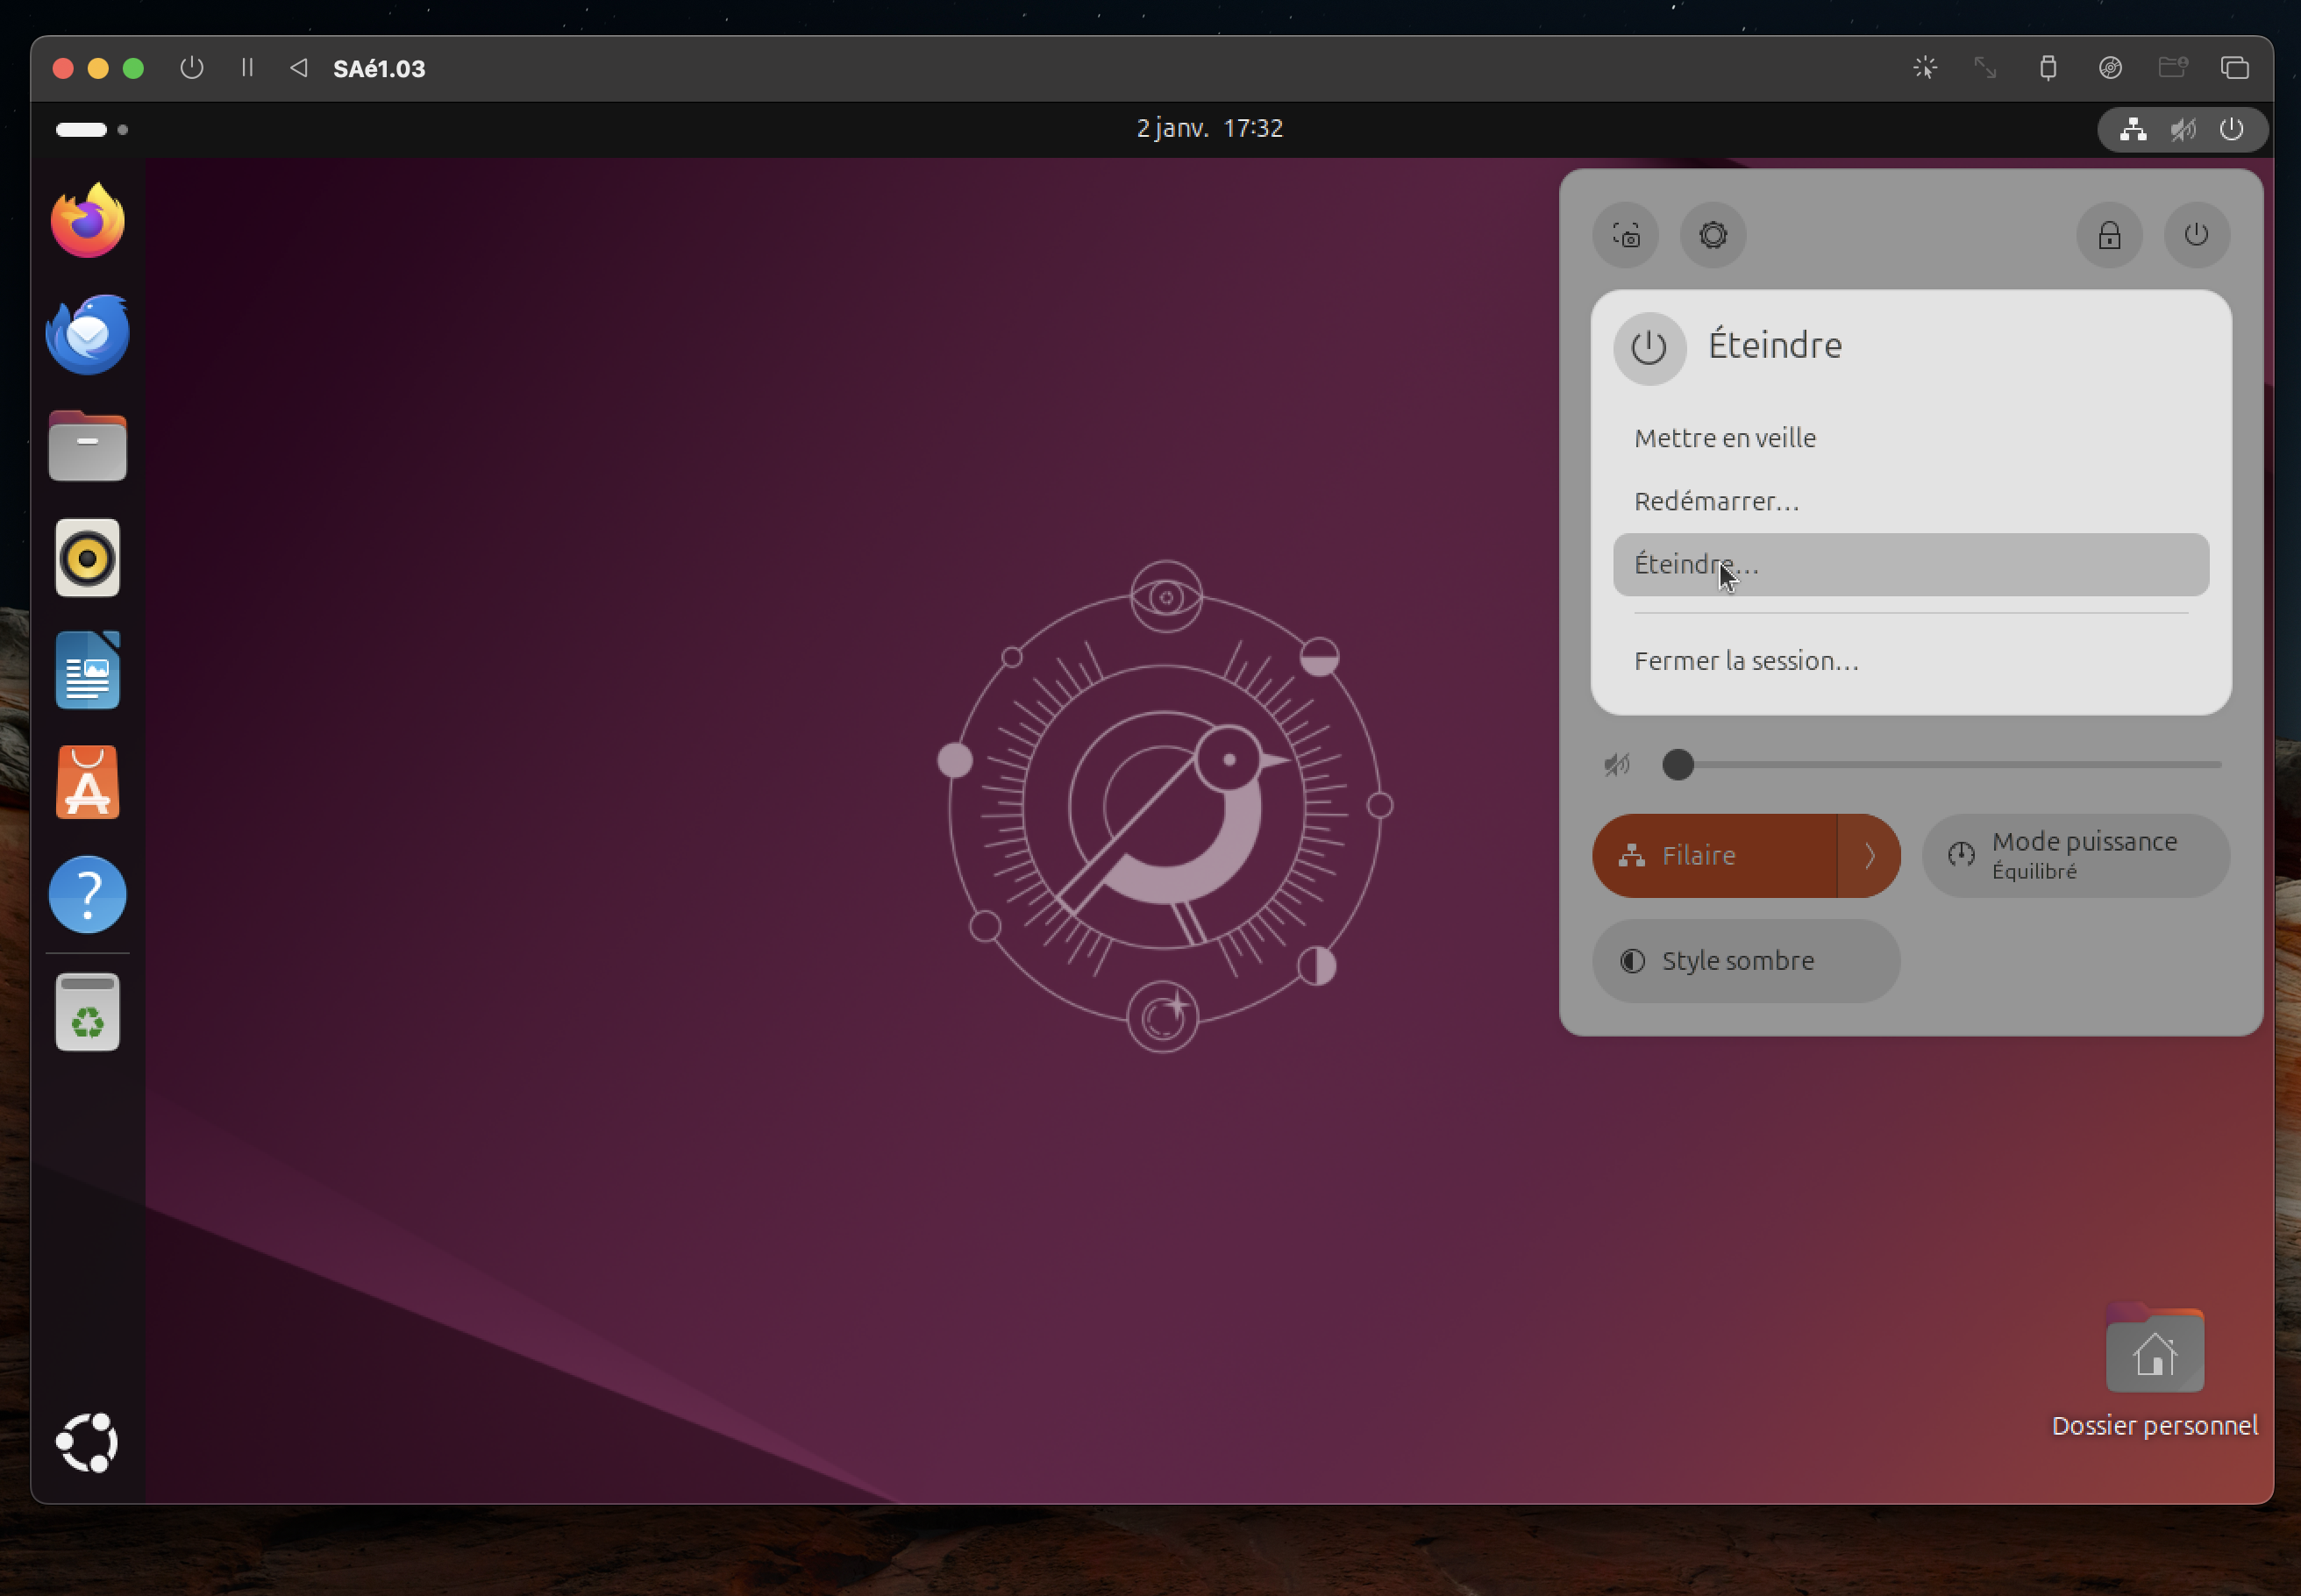 SAé1.03
2 janv. 17:32
Éteindre
Mettre en veille
Redémarrer...
Éteindre...
Fermer la session...
Filaire
Mode puissance
Équilibré
Style sombre
Dossier personnel